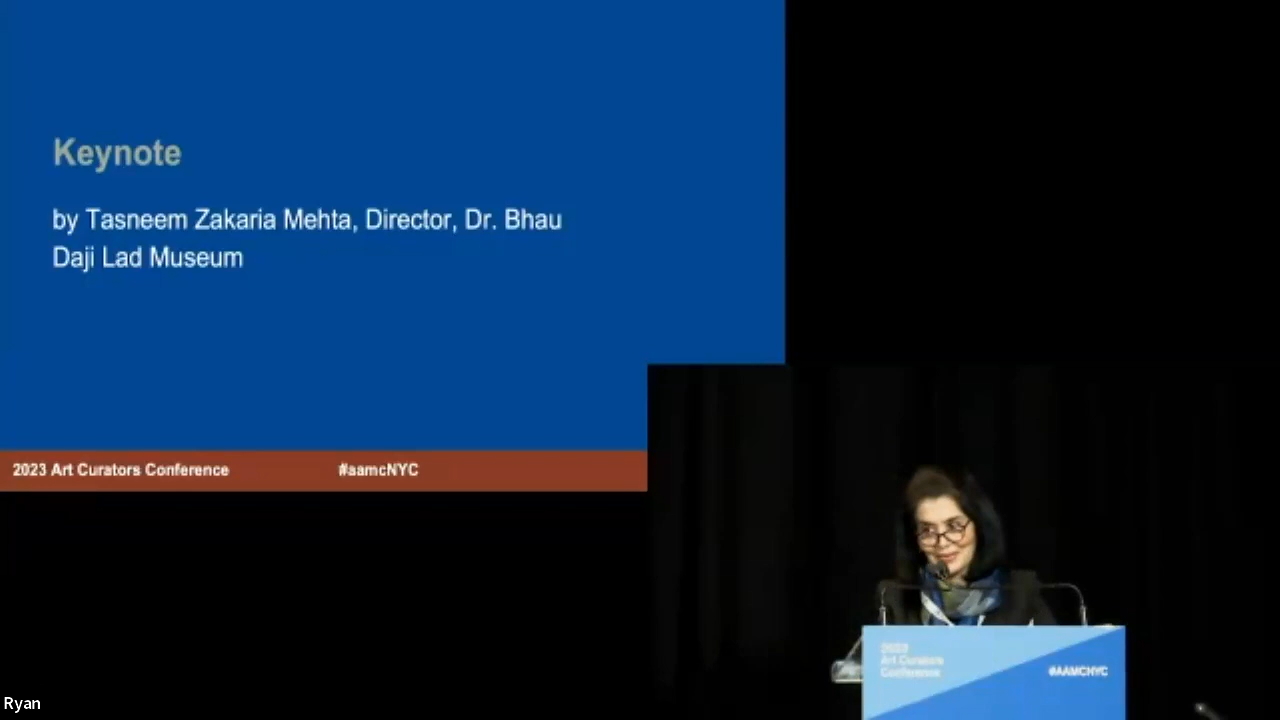 Keynote
by Tasneem Zakaria Mehta, Director, Dr. Bhau
Daji Lad Museum
2023 Art Curators Conference
#aamcNYC
2023
Art Curators
Conference
#AAMCNYC
Ryan